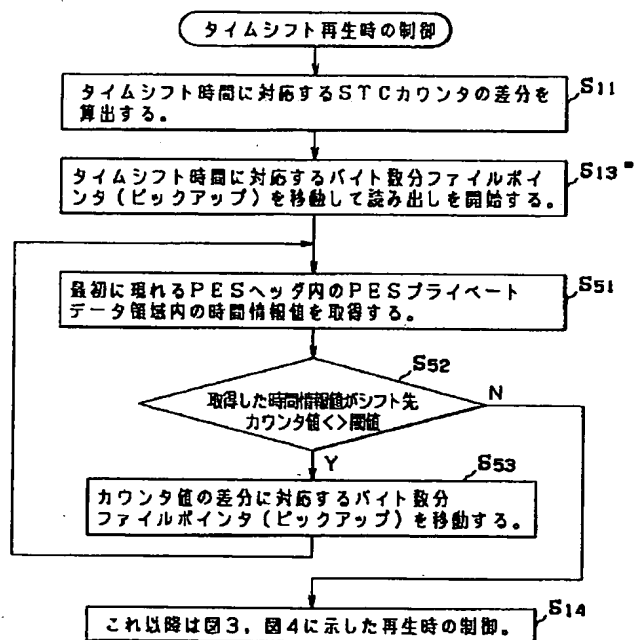 タイムシフト再生時の制御
S11
タイムシフト時間に対応するSTCカウンタの差分を
算出する。
S13"
タイムシフト時間に対応するバイト数分ファイルポイ
ンタ(ピックアップ)を移動して読み出しを開始する。
S51
最初に現れるPESヘッダ内のPESプライベート
データ領域内の時間情報値を取得する。
S52
取得した時間情報値がシフト先
カウンタ値<>閾値
N
Y
S53
カウンタ値の差分に対応するバイト数分
ファイルポインタ(ピックアップ)を移動する。
S14
これ以降は図3,図4に示した再生時の制御。